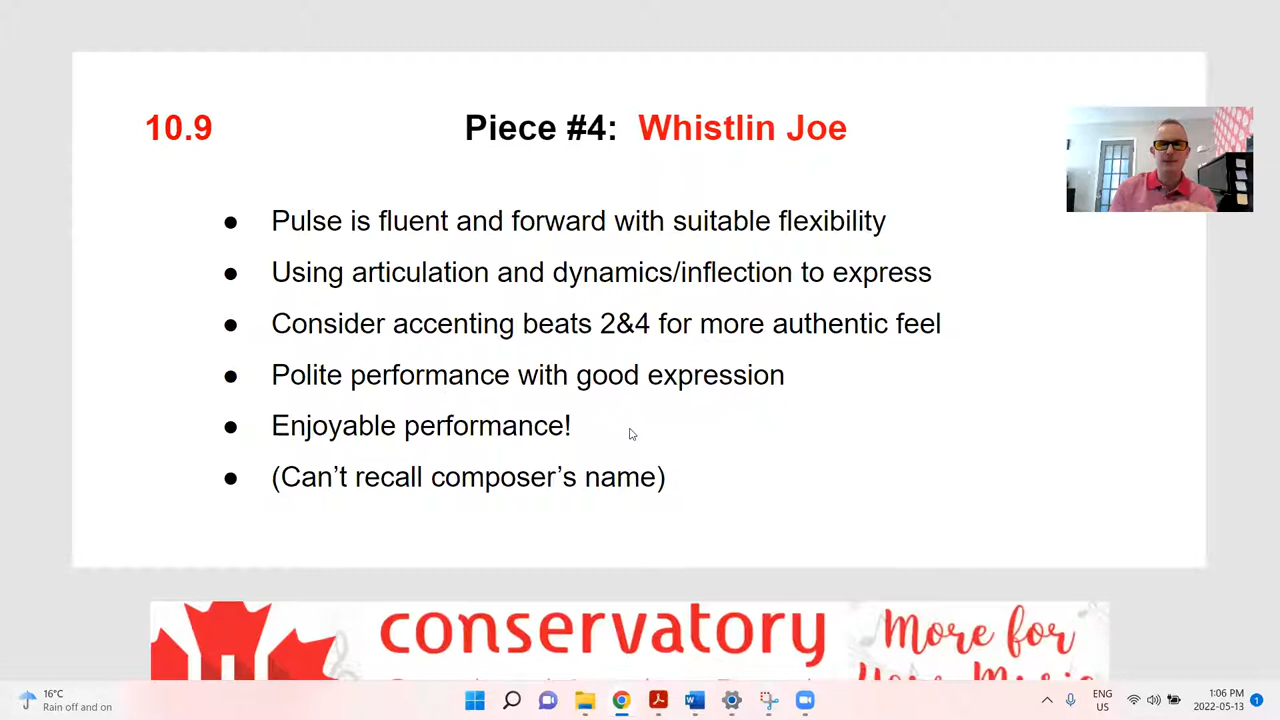 10.9 Piece #4: Whistlin Joe
● Pulse is fluent and forward with suitable flexibility
● Using articulation and dynamics/inflection to express
● Consider accenting beats 2&4 for more authentic feel
● Polite performance with good expression
● Enjoyable performance!
● (Can’t recall composer’s name)
conservatory
More for
Your Music
16°C
Rain off and on
ENG
US
1:06 PM
2022-05-13
1